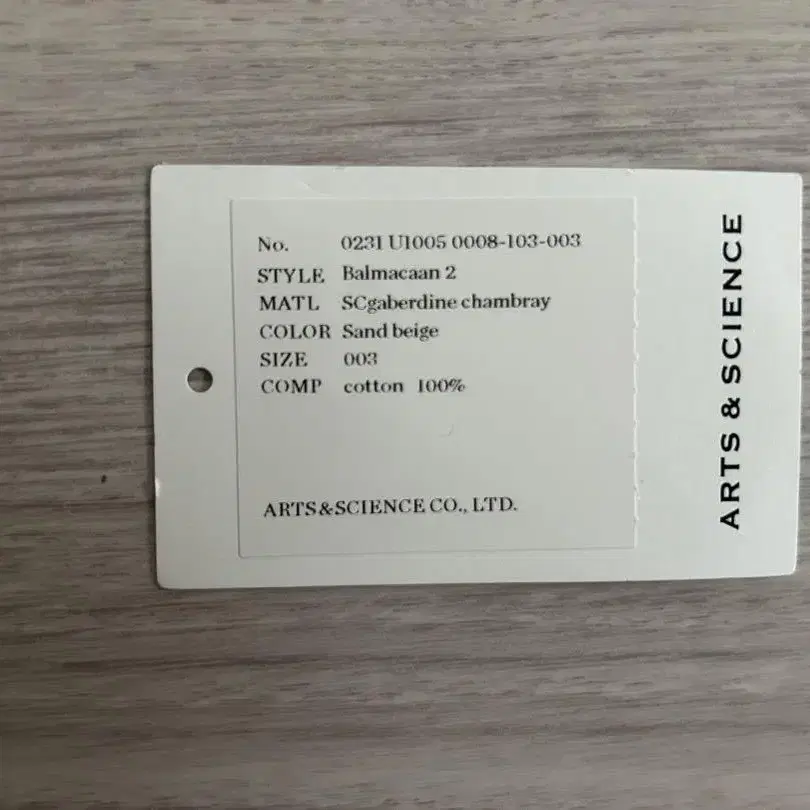 No. 0231 U1005 0008-103-003
STYLE Balmacaan 2
MATL SCgaberdine chambray
COLOR Sand beige
SIZE 003
COMP cotton 100%
ARTS&SCIENCE CO., LTD.
ARTS & SCIENCE